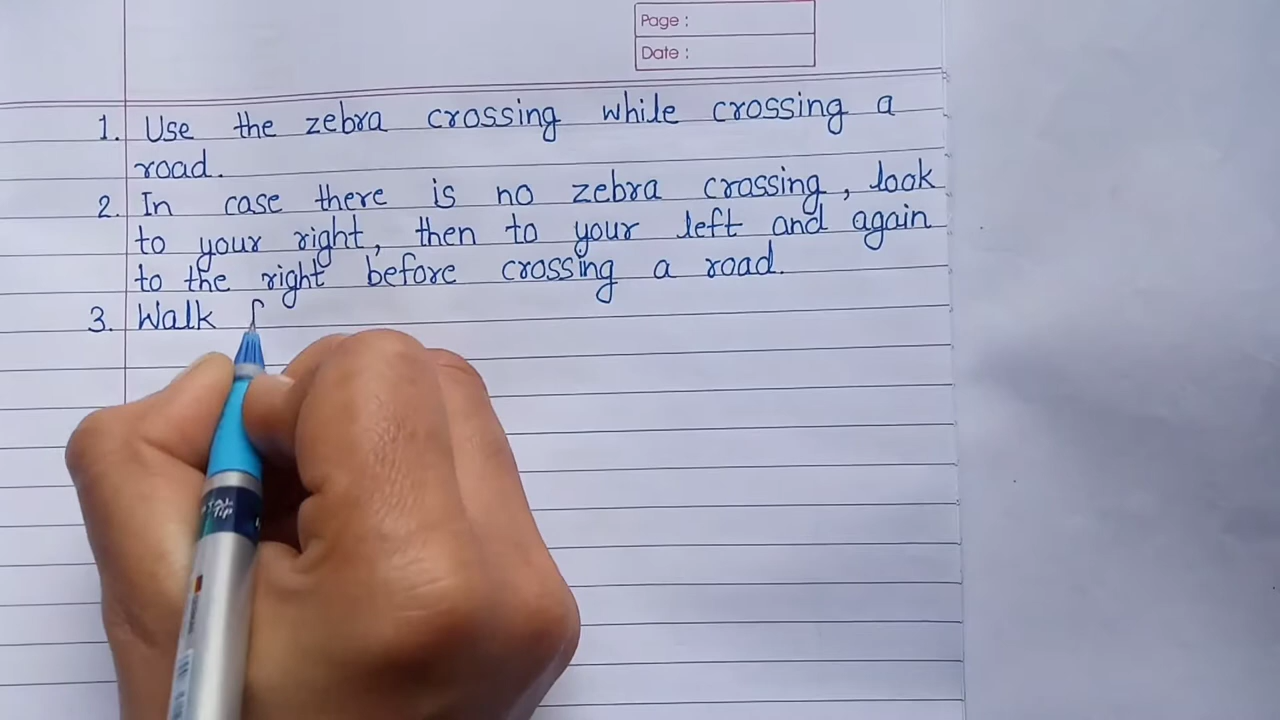 Page :
Date :
1. Use the zebra crossing while crossing a
road.
2. In case there is no zebra crossing, look
to your right, then to your left and again
to the right before crossing a road.
3. Walk